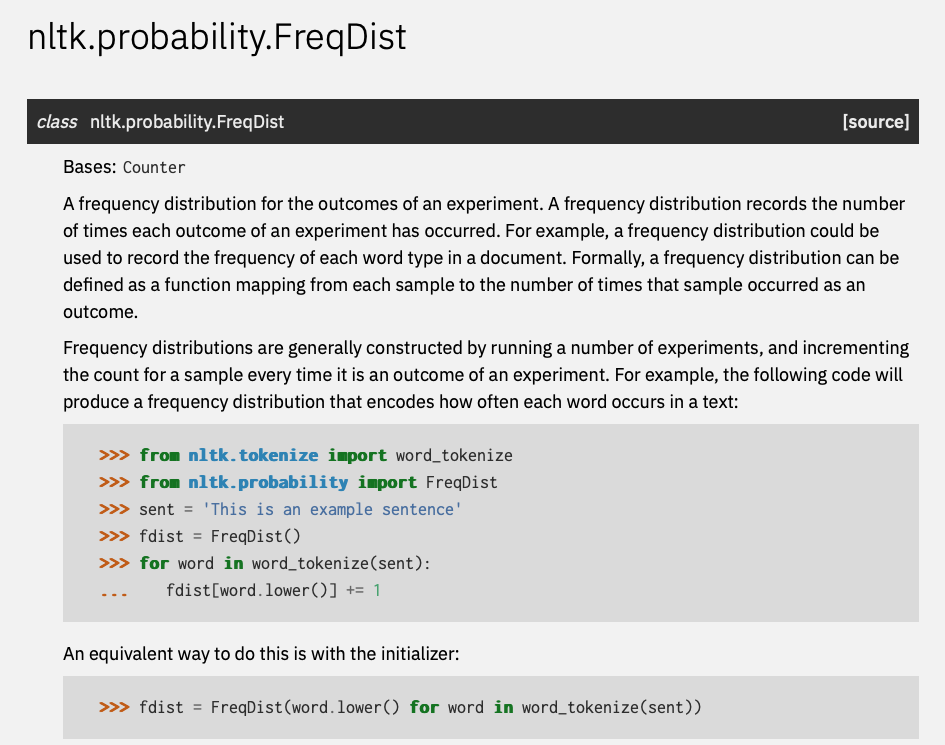 nltk.probability.FreqDist
class nltk.probability.FreqDist [source]
Bases: Counter
A frequency distribution for the outcomes of an experiment. A frequency distribution records the number
of times each outcome of an experiment has occurred. For example, a frequency distribution could be
used to record the frequency of each word type in a document. Formally, a frequency distribution can be
defined as a function mapping from each sample to the number of times that sample occurred as an
outcome.
Frequency distributions are generally constructed by running a number of experiments, and incrementing
the count for a sample every time it is an outcome of an experiment. For example, the following code will
produce a frequency distribution that encodes how often each word occurs in a text:
>>> from nltk.tokenize import word_tokenize
>>> from nltk.probability import FreqDist
>>> sent = 'This is an example sentence'
>>> fdist = FreqDist()
>>> for word in word_tokenize(sent):
...    fdist[word.lower()] += 1
An equivalent way to do this is with the initializer:
>>> fdist = FreqDist(word.lower() for word in word_tokenize(sent))